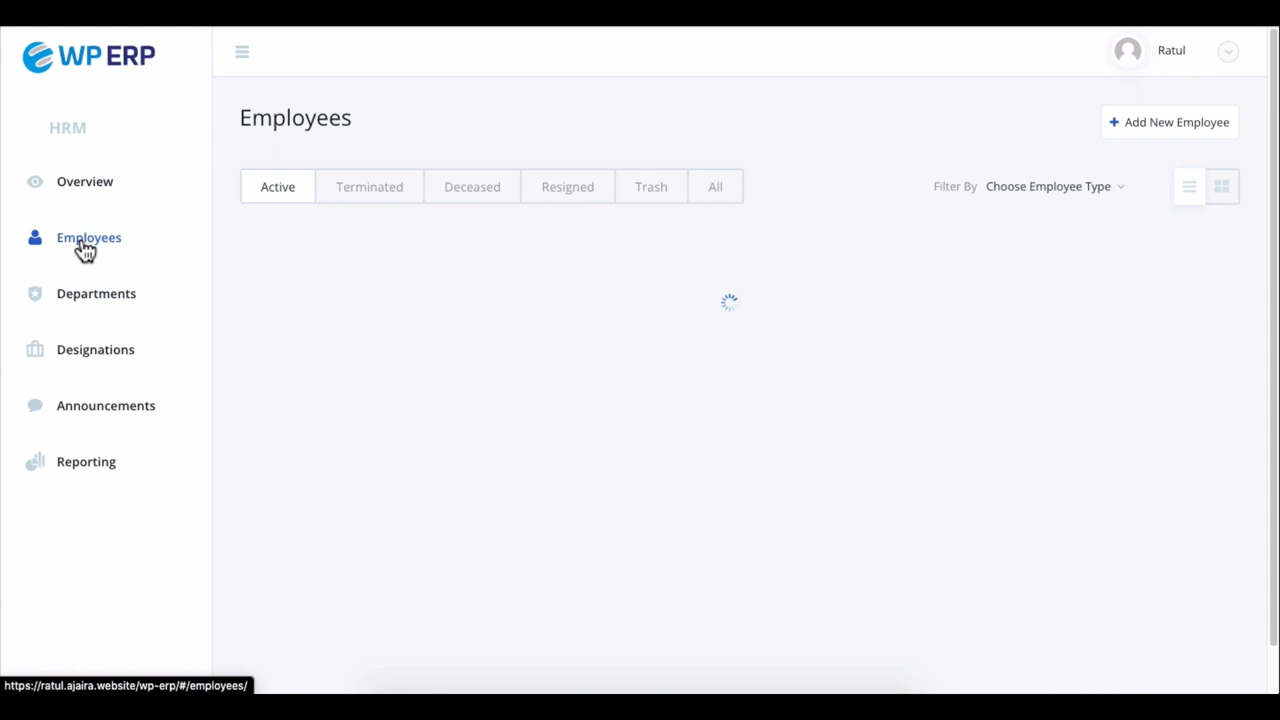 WP ERP
Ratul
HRM
Employees
+ Add New Employee
Overview
Active Terminated Deceased Resigned Trash All
Filter By Choose Employee Type
Employees
Departments
Designations
Announcements
Reporting
https://ratul.ajaira.website/wp-erp/#/employees/